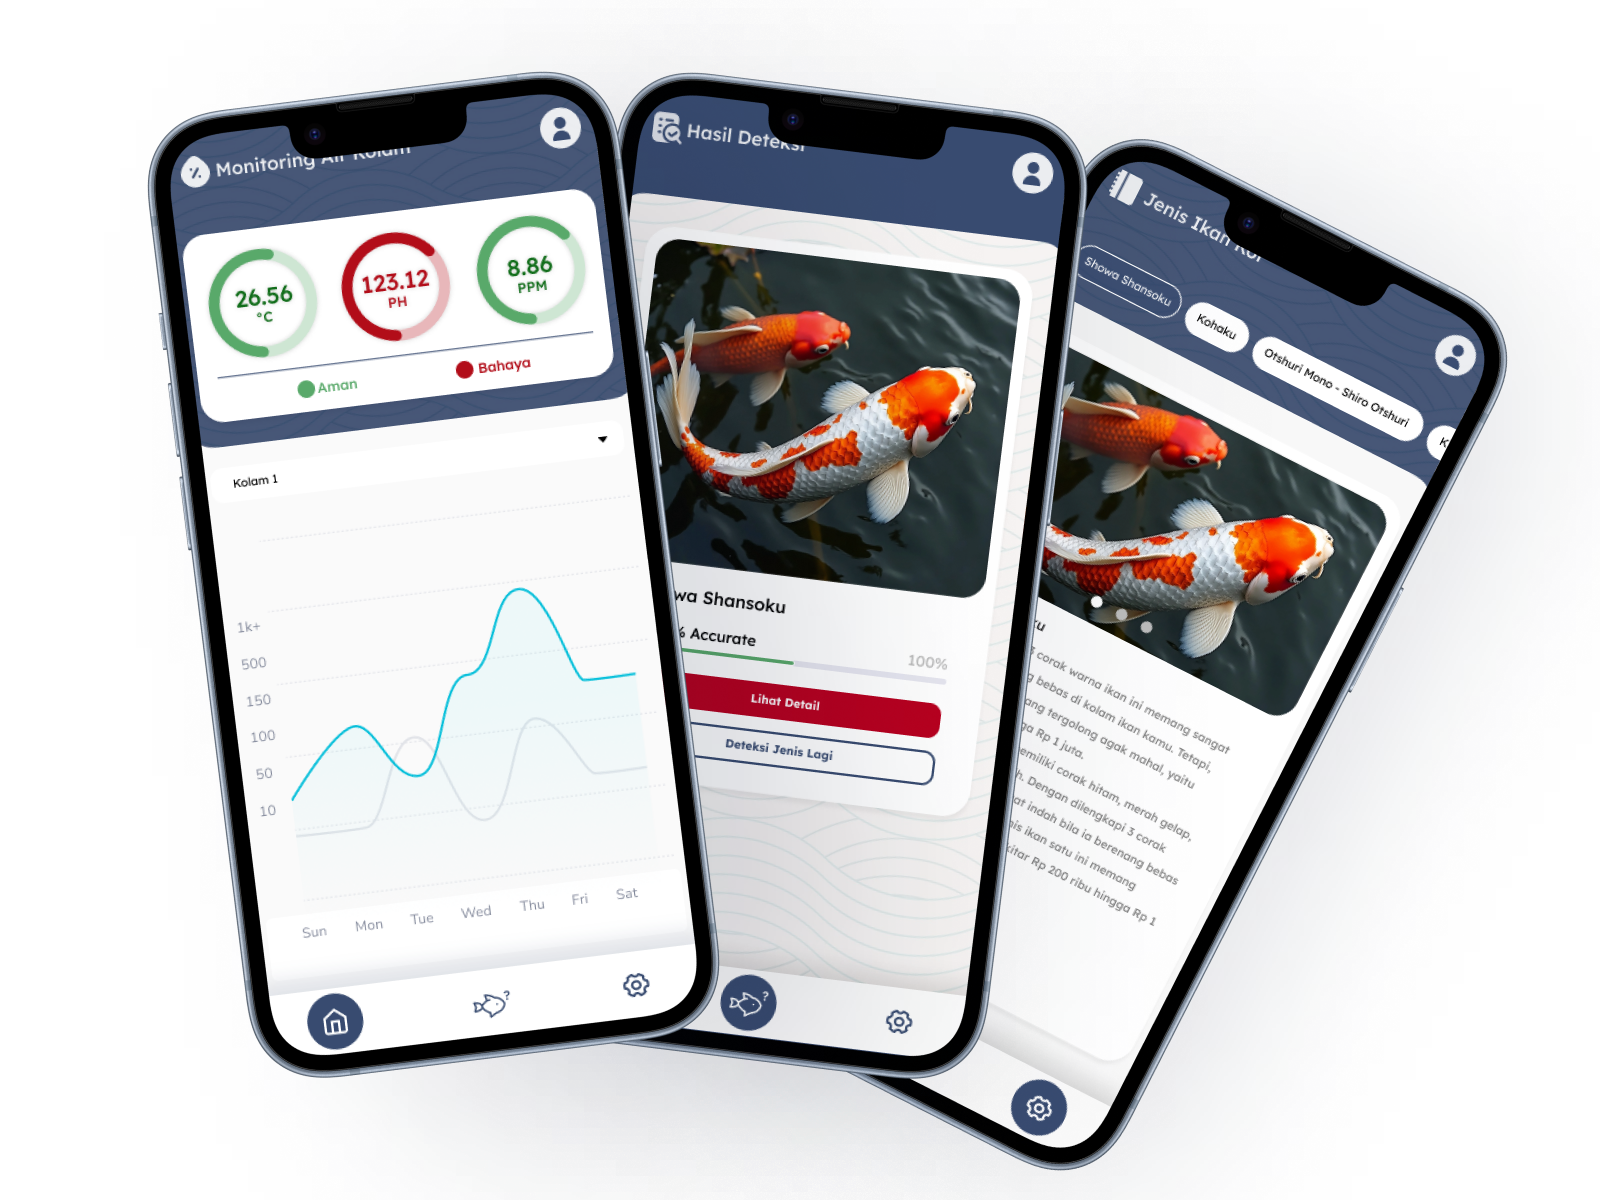 Monitoring Air Kolam
26.56
°C
123.12
PH
8.86
PPM
Aman
Bahaya
Kolam 1
1k+
500
150
100
50
10
Sun Mon Tue Wed Thu Fri Sat
?
Hasil Deteksi
wa Shansoku
% Accurate
100%
Lihat Detail
Deteksi Jenis Lagi
?
Jenis Ikan Koi
Showa Shansoku
Kohaku
Otshuri Mono - Shiro Otshuri
K
ku
3 corak warna ikan ini memang sangat
g bebas di kolam ikan kamu. Tetapi,
ang tergolong agak mahal, yaitu
ga Rp 1 juta.
emiliki corak hitam, merah gelap,
h. Dengan dilengkapi 3 corak
at indah bila ia berenang bebas
nis ikan satu ini memang
kitar Rp 200 ribu hingga Rp 1